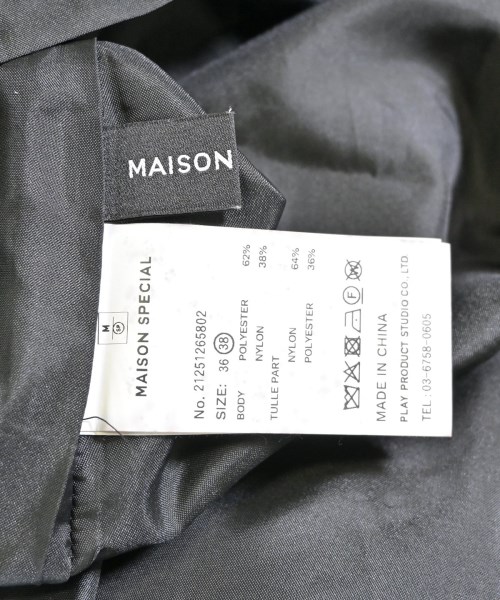 MAISON
M
SP
MAISON SPECIAL
No. 21251265802
SIZE: 36 38
BODY
POLYESTER 62%
NYLON 38%
TULLE PART
NYLON 64%
POLYESTER 36%
F
W
MADE IN CHINA
PLAY PRODUCT STUDIO CO.,LTD
TEL：03-6758-0605